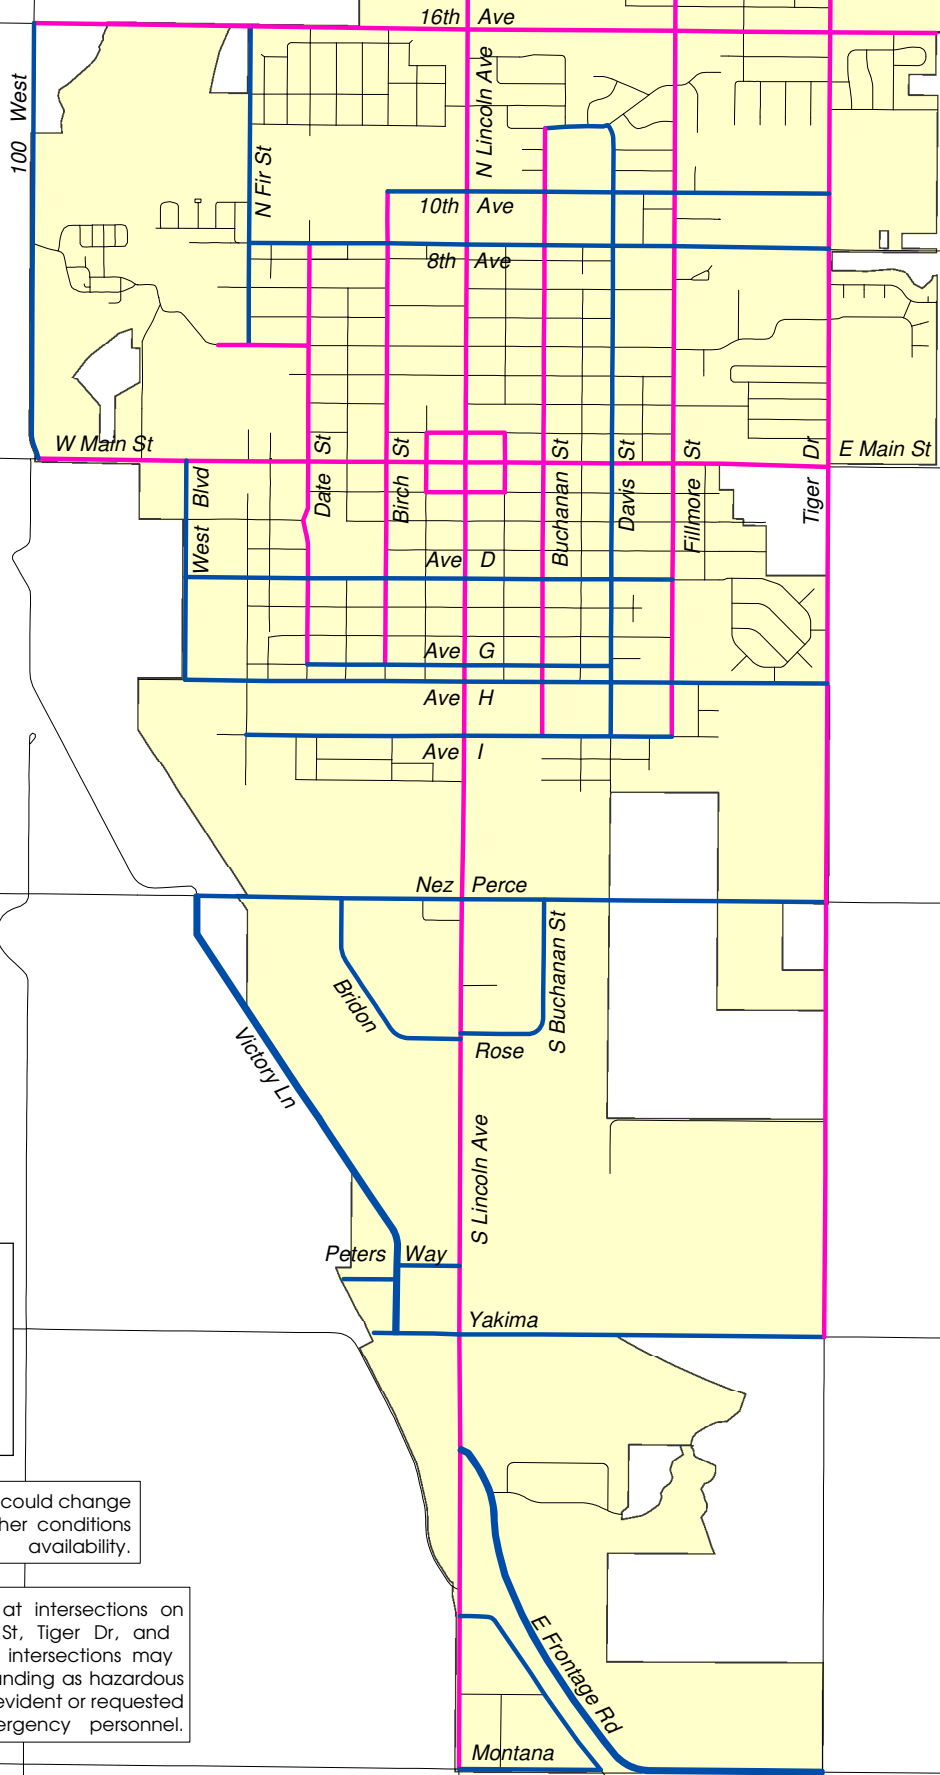 16th Ave
100 West
N Fir St
N Lincoln Ave
10th Ave
8th Ave
W Main St
E Main St
West Blvd
Date St
Birch St
Buchanan St
Davis St
Fillmore St
Tiger Dr
Ave D
Ave G
Ave H
Ave I
Nez Perce
Bridon
S Buchanan St
Rose
Victory Ln
S Lincoln Ave
Peters Way
Yakima
could change
her conditions
availability.
at intersections on
St, Tiger Dr, and
intersections may
nding as hazardous
evident or requested
ergency personnel.
E Frontage Rd
Montana